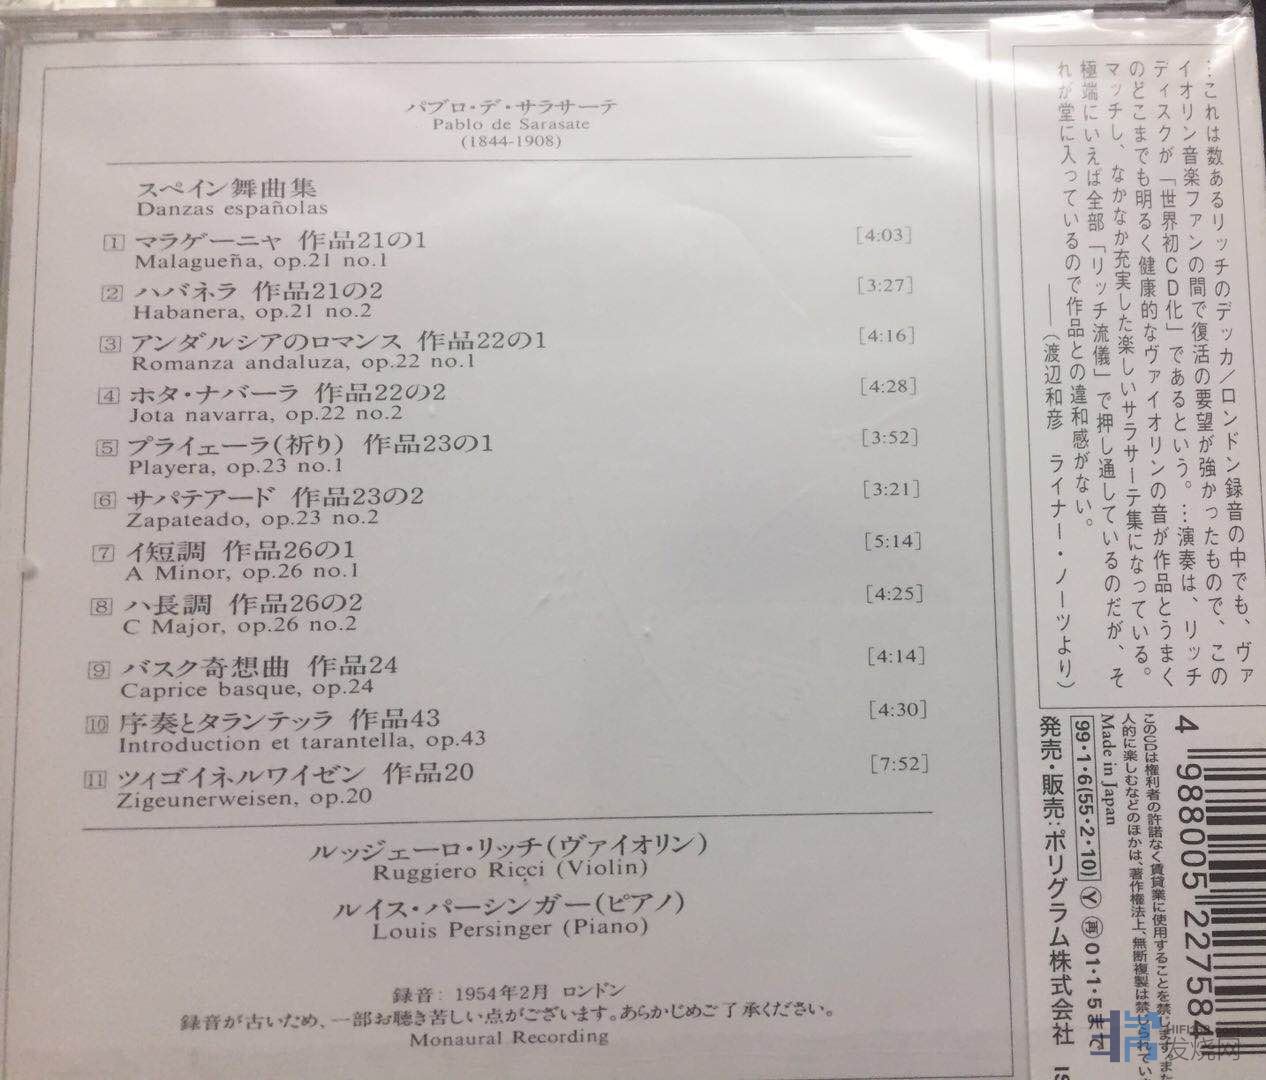 パブロ・デ・サラサーテ
Pablo de Sarasate
(1844-1908)
スペイン舞曲集
Danzas españolas
1 マラゲーニャ 作品21の1 [4:03]
Malagueña, op.21 no.1
2 ハバネラ 作品21の2 [3:27]
Habanera, op.21 no.2
3 アンダルシアのロマンス 作品22の1 [4:16]
Romanza andaluza, op.22 no.1
4 ホタ・ナバーラ 作品22の2 [4:28]
Jota navarra, op.22 no.2
5 プライェーラ(祈り) 作品23の1 [3:52]
Playera, op.23 no.1
6 サパテアード 作品23の2 [3:21]
Zapateado, op.23 no.2
7 イ短調 作品26の1 [5:14]
A Minor, op.26 no.1
8 ハ長調 作品26の2 [4:25]
C Major, op.26 no.2
9 バスク奇想曲 作品24 [4:14]
Caprice basque, op.24
10 序奏とタランテッラ 作品43 [4:30]
Introduction et tarantella, op.43
11 ツィゴイネルワイゼン 作品20 [7:52]
Zigeunerweisen, op.20
ルッジェーロ・リッチ(ヴァイオリン)
Ruggiero Ricci (Violin)
ルイス・パーシンガー(ピアノ)
Louis Persinger (Piano)
録音: 1954年2月 ロンドン
録音が古いため、一部お聴き苦しい点がございます。あらかじめご了承ください。
Monaural Recording
…これは数あるリッチのデッカ/ロンドン録音の中でも、ヴァ
イオリン音楽ファンの間で復活の要望が強かったもので、この
ディスクが「世界初CD化」であるという。…演奏は、リッチ
のどこまでも明るく健康的なヴァイオリンの音が作品とうまく
マッチし、なかなか充実した楽しいサラサーテ集になっている。
極端にいえば全部「リッチ流儀」で押し通しているのだが、そ
れが堂に入っているので作品との違和感がない。
――(渡辺和彦 ライナー・ノーツより)
4 988005 227584
このCDは権利者の許諾なく賃貸業に使用することを禁じます。また
人的に楽しむなどのほかは、著作権法上、無断複製は禁じられてい
Made in Japan
99・1・6(55・2・10) Y 再 01・1・5まで
発売・販売:ポリグラム株式会社
発烧网